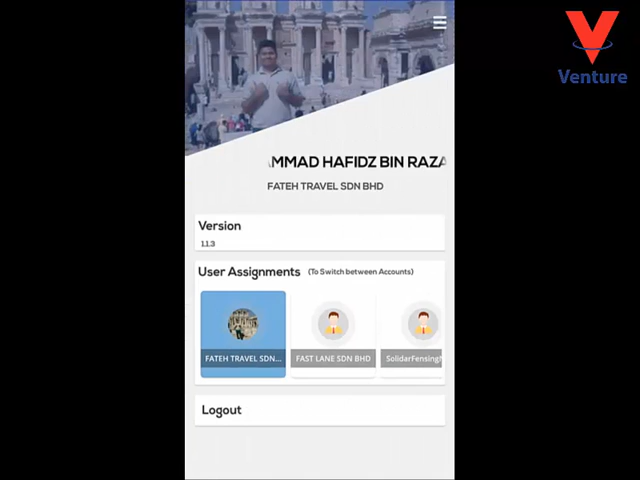 Venture
MMAD HAFIDZ BIN RAZA
FATEH TRAVEL SDN BHD
Version
1.1.3
User Assignments (To Switch between Accounts)
FATEH TRAVEL SDN... FAST LANE SDN BHD SolidarFensing
Logout